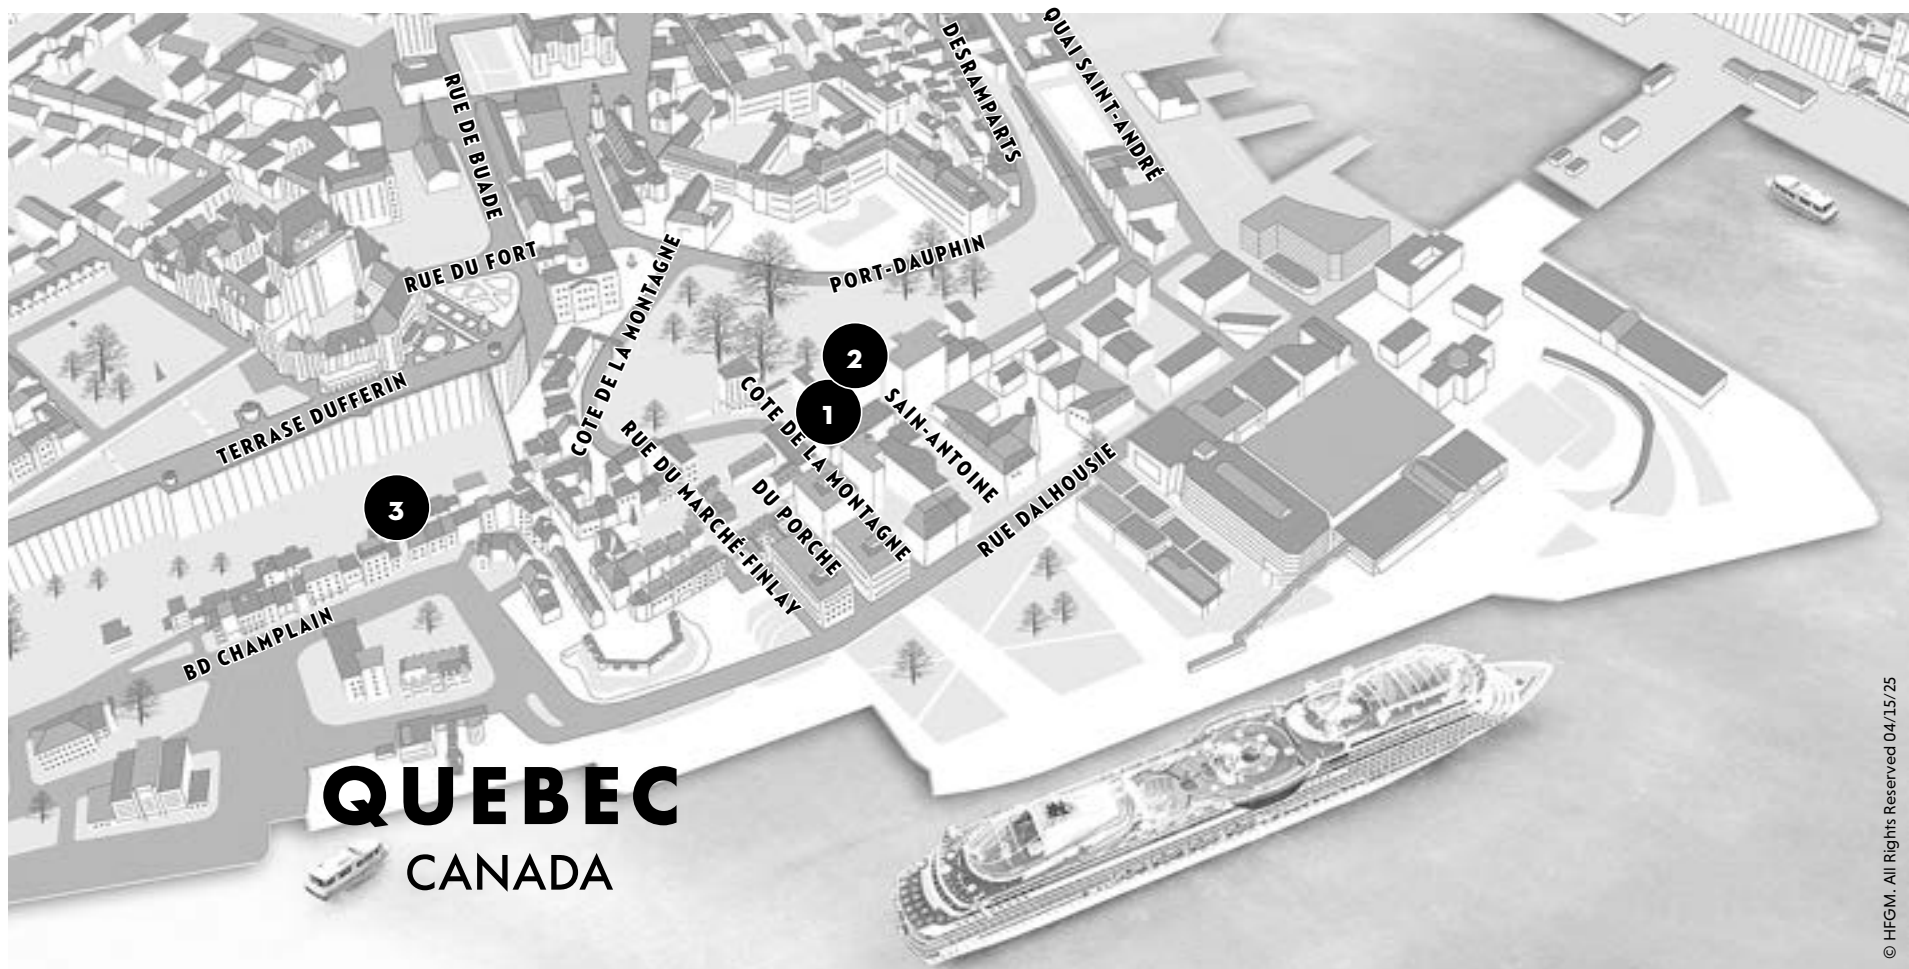 DESRAMPARTS
QUAI SAINT-ANDRÉ
RUE DE BUADE
RUE DU FORT
COTE DE LA MONTAGNE
PORT-DAUPHIN
2
1
TERRASE DUFFERIN
COTE DE LA MONTAGNE
SAIN-ANTOINE
RUE DU MARCHÉ-FINLAY
DU PORCHE
RUE DALHOUSIE
3
BD CHAMPLAIN
QUEBEC
CANADA
© HFGM. All Rights Reserved 04/15/25